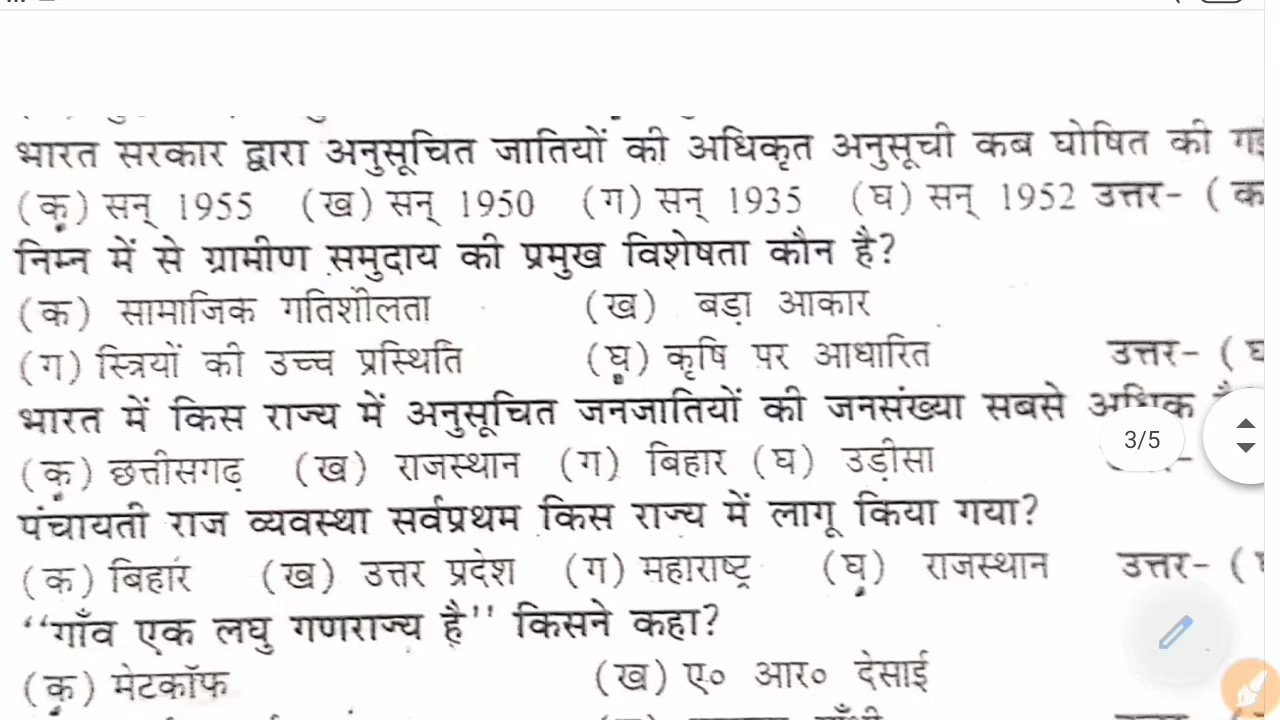 भारत सरकार द्वारा अनुसूचित जातियों की अधिकृत अनुसूची कब घोषित की
(क) सन् 1955 (ख) सन् 1950 (ग) सन् 1935 (घ) सन् 1952 उत्तर- ( क
निम्न में से ग्रामीण समुदाय की प्रमुख विशेषता कौन है?
(क) सामाजिक गतिशीलता (ख) बड़ा आकार
(ग) स्त्रियों की उच्च प्रस्थिति (घ) कृषि पर आधारित उत्तर- ( घ
भारत में किस राज्य में अनुसूचित जनजातियों की जनसंख्या सबसे अधिक
3/5
(क) छत्तीसगढ़ (ख) राजस्थान (ग) बिहार (घ) उड़ीसा
पंचायती राज व्यवस्था सर्वप्रथम किस राज्य में लागू किया गया?
(क) बिहार (ख) उत्तर प्रदेश (ग) महाराष्ट्र (घ) राजस्थान उत्तर- (
“गाँव एक लघु गणराज्य है” किसने कहा?
(क) मेटकॉफ (ख) ए० आर० देसाई